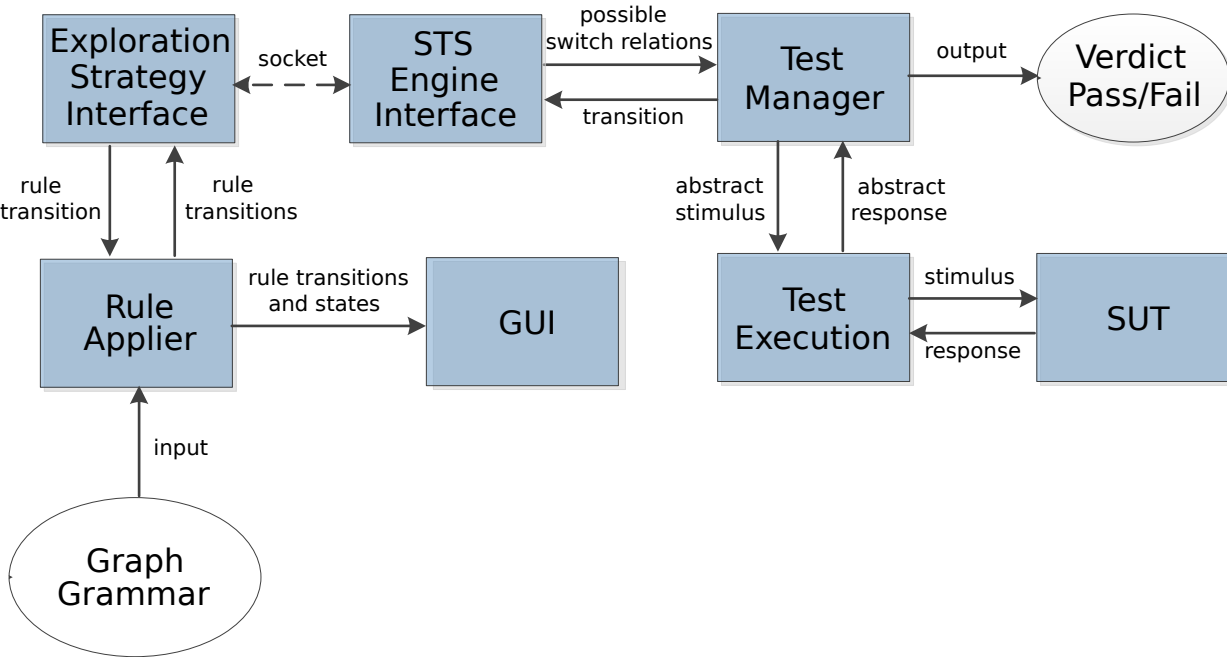 Exploration
Strategy
Interface
socket
STS
Engine
Interface
possible
switch relations
transition
Test
Manager
output
Verdict
Pass/Fail
rule
transition
rule
transitions
abstract
stimulus
abstract
response
Rule
Applier
rule transitions
and states
GUI
Test
Execution
stimulus
response
SUT
input
Graph
Grammar